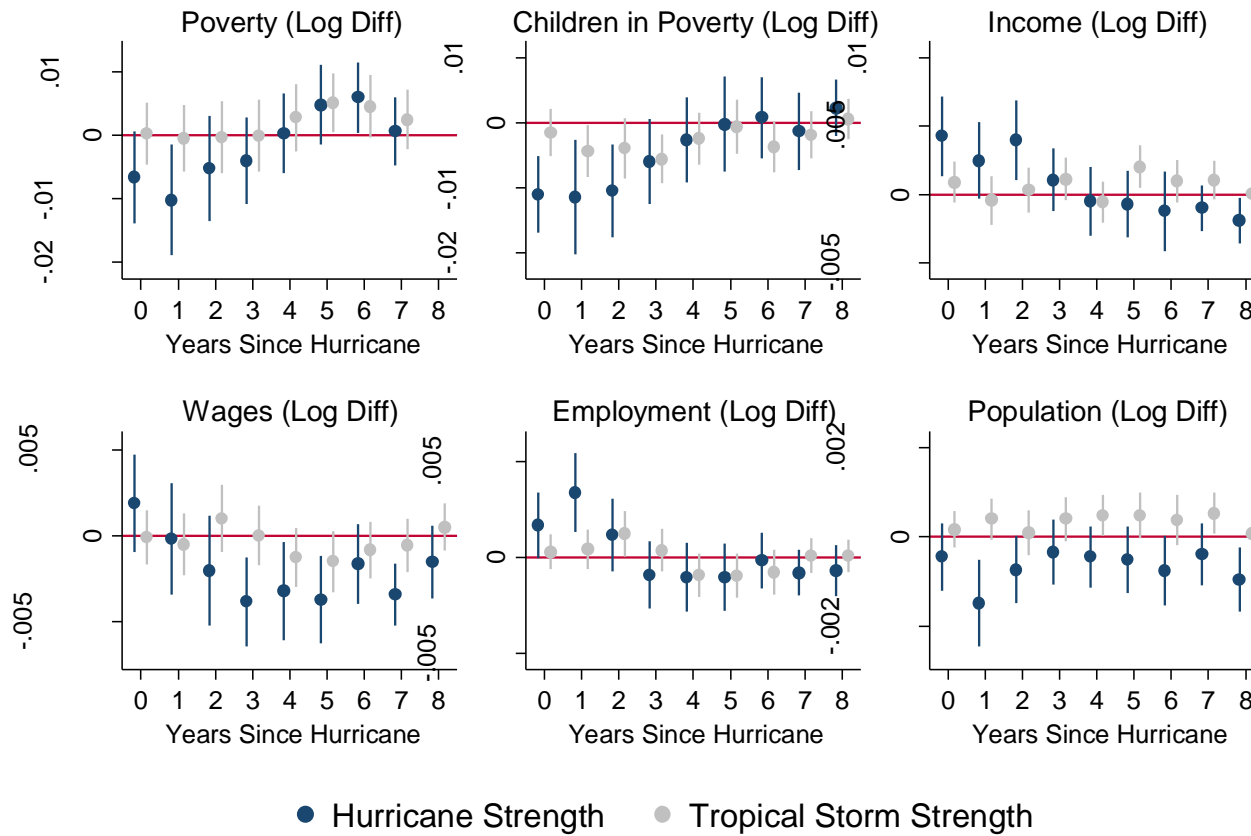 Poverty (Log Diff)
.01
0
-.01
-.02
0 1 2 3 4 5 6 7 8
Years Since Hurricane
Children in Poverty (Log Diff)
.01
0
-.01
-.02
0 1 2 3 4 5 6 7 8
Years Since Hurricane
Income (Log Diff)
.005
0
-.005
0 1 2 3 4 5 6 7 8
Years Since Hurricane
Wages (Log Diff)
.005
0
-.005
0 1 2 3 4 5 6 7 8
Years Since Hurricane
Employment (Log Diff)
.005
0
-.005
0 1 2 3 4 5 6 7 8
Years Since Hurricane
Population (Log Diff)
.002
0
-.002
0 1 2 3 4 5 6 7 8
Years Since Hurricane
Hurricane Strength Tropical Storm Strength